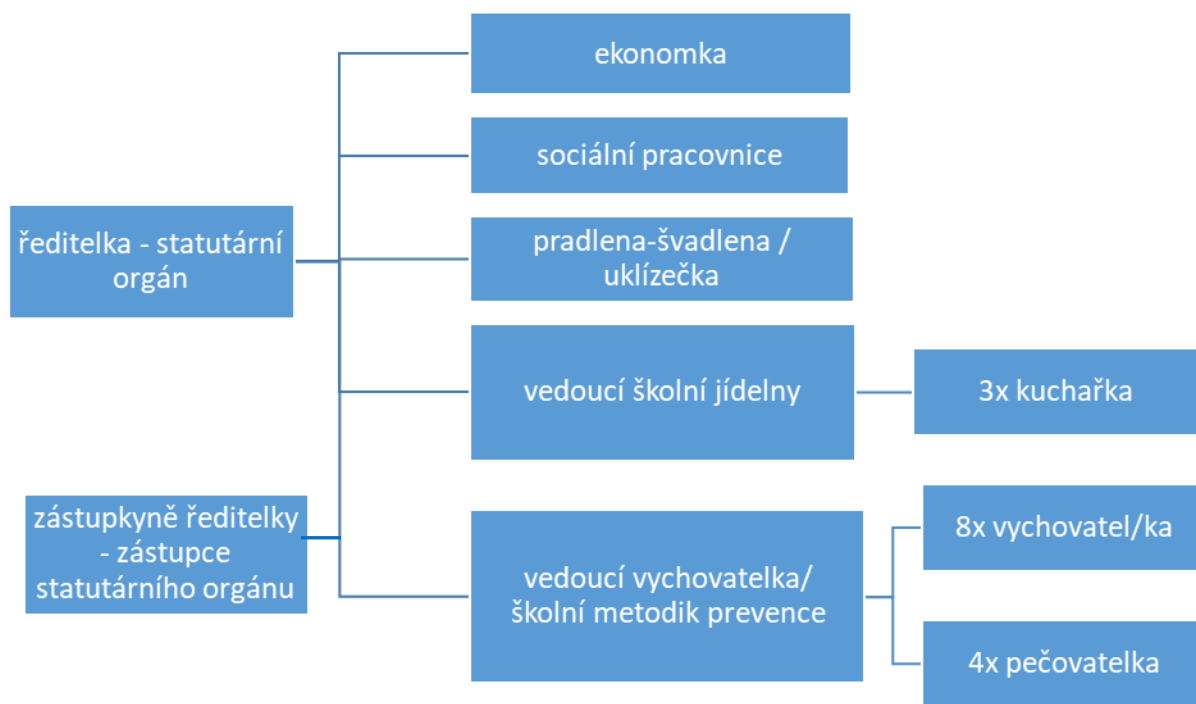 ekonomka
sociální pracovnice
ředitelka - statutární
orgán
pradlena-švadlena /
uklízečka
vedoucí školní jídelny
3x kuchařka
zástupkyně ředitelky
- zástupce
statutárního orgánu
vedoucí vychovatelka/
školní metodik prevence
8x vychovatel/ka
4x pečovatelka